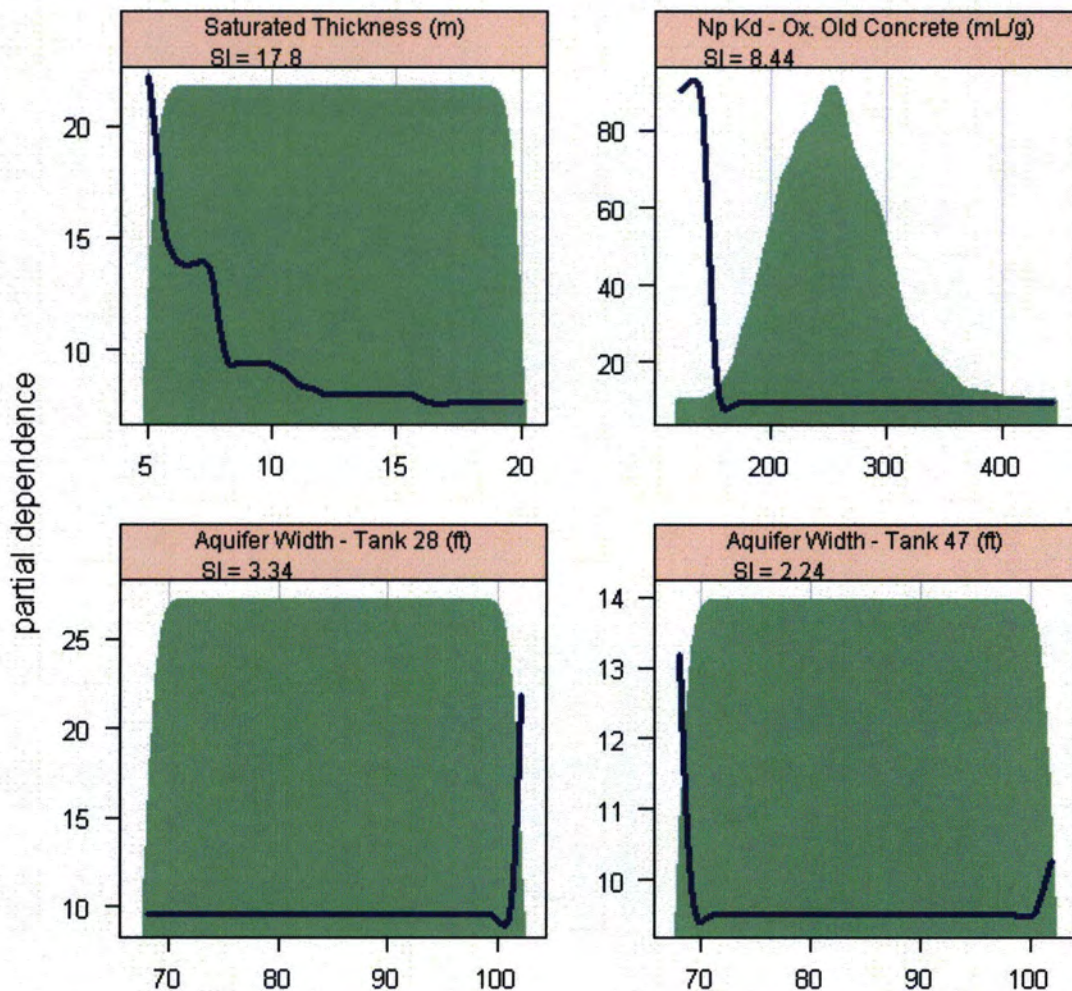 Saturated Thickness (m)
SI = 17.8
20
15
10
5 10 15 20
Np Kd - Ox. Old Concrete (mL/g)
SI = 8.44
80
60
40
20
200 300 400
partial dependence
Aquifer Width - Tank 28 (ft)
SI = 3.34
25
20
15
10
70 80 90 100
Aquifer Width - Tank 47 (ft)
SI = 2.24
14
13
12
11
10
70 80 90 100